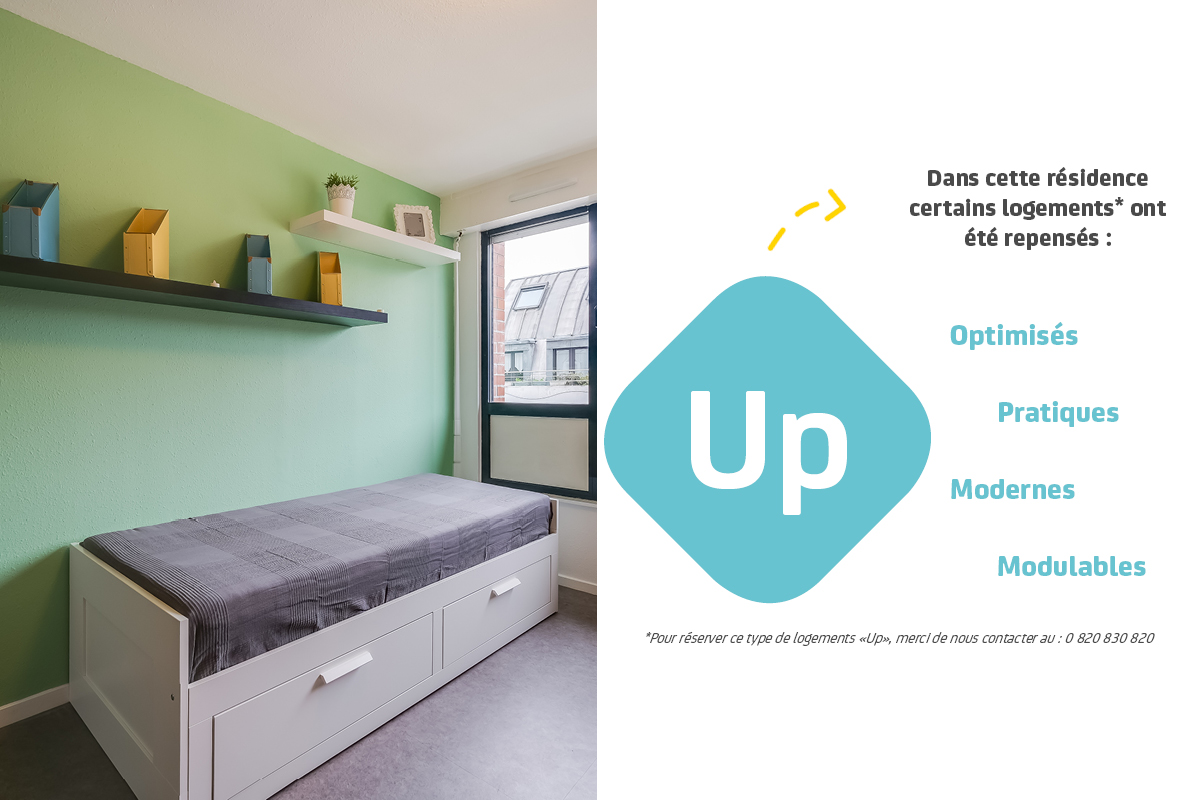 Dans cette résidence
certains logements* ont
été repensés :
Up
Optimisés
Pratiques
Modernes
Modulables
*Pour réserver ce type de logements «Up», merci de nous contacter au : 0 820 830 820